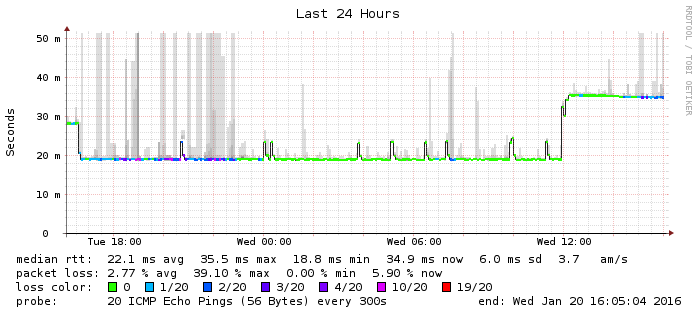 Last 24 Hours
RRDTOOL / TOBI OETIKER
Seconds
50 m
40 m
30 m
20 m
10 m
0
Tue 18:00 Wed 00:00 Wed 06:00 Wed 12:00
median rtt: 22.1 ms avg 35.5 ms max 18.8 ms min 34.9 ms now 6.0 ms sd 3.7 am/s
packet loss: 2.77 % avg 39.10 % max 0.00 % min 5.90 % now
loss color: 0 1/20 2/20 3/20 4/20 10/20 19/20
probe: 20 ICMP Echo Pings (56 Bytes) every 300s end: Wed Jan 20 16:05:04 2016